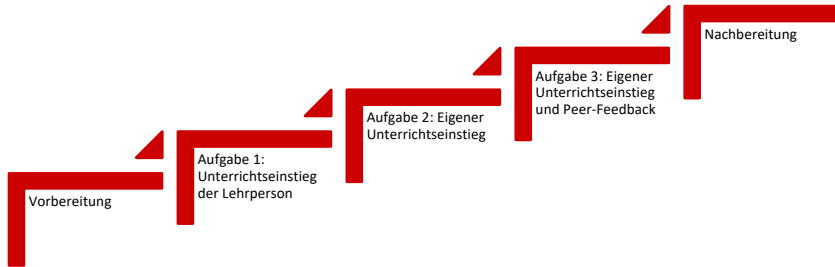 Vorbereitung
Aufgabe 1:
Unterrichtseinstieg
der Lehrperson
Aufgabe 2: Eigener
Unterrichtseinstieg
Aufgabe 3: Eigener
Unterrichtseinstieg
und Peer-Feedback
Nachbereitung